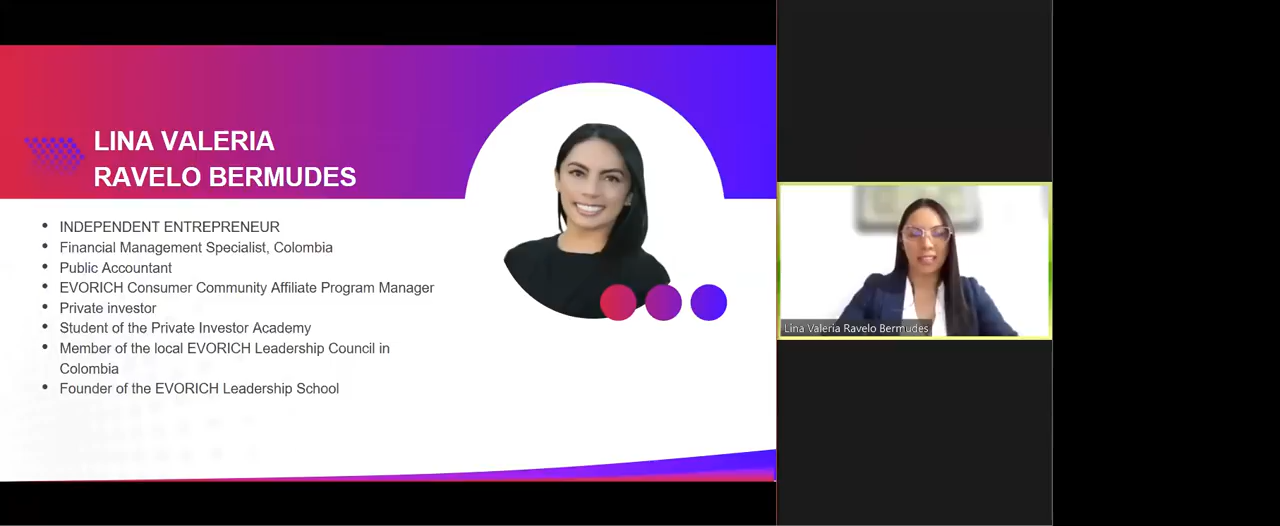 LINA VALERIA
RAVELO BERMUDES
• INDEPENDENT ENTREPRENEUR
• Financial Management Specialist, Colombia
• Public Accountant
• EVORICH Consumer Community Affiliate Program Manager
• Private investor
• Student of the Private Investor Academy
• Member of the local EVORICH Leadership Council in
Colombia
• Founder of the EVORICH Leadership School
Lina Valeria Ravelo Bermudes